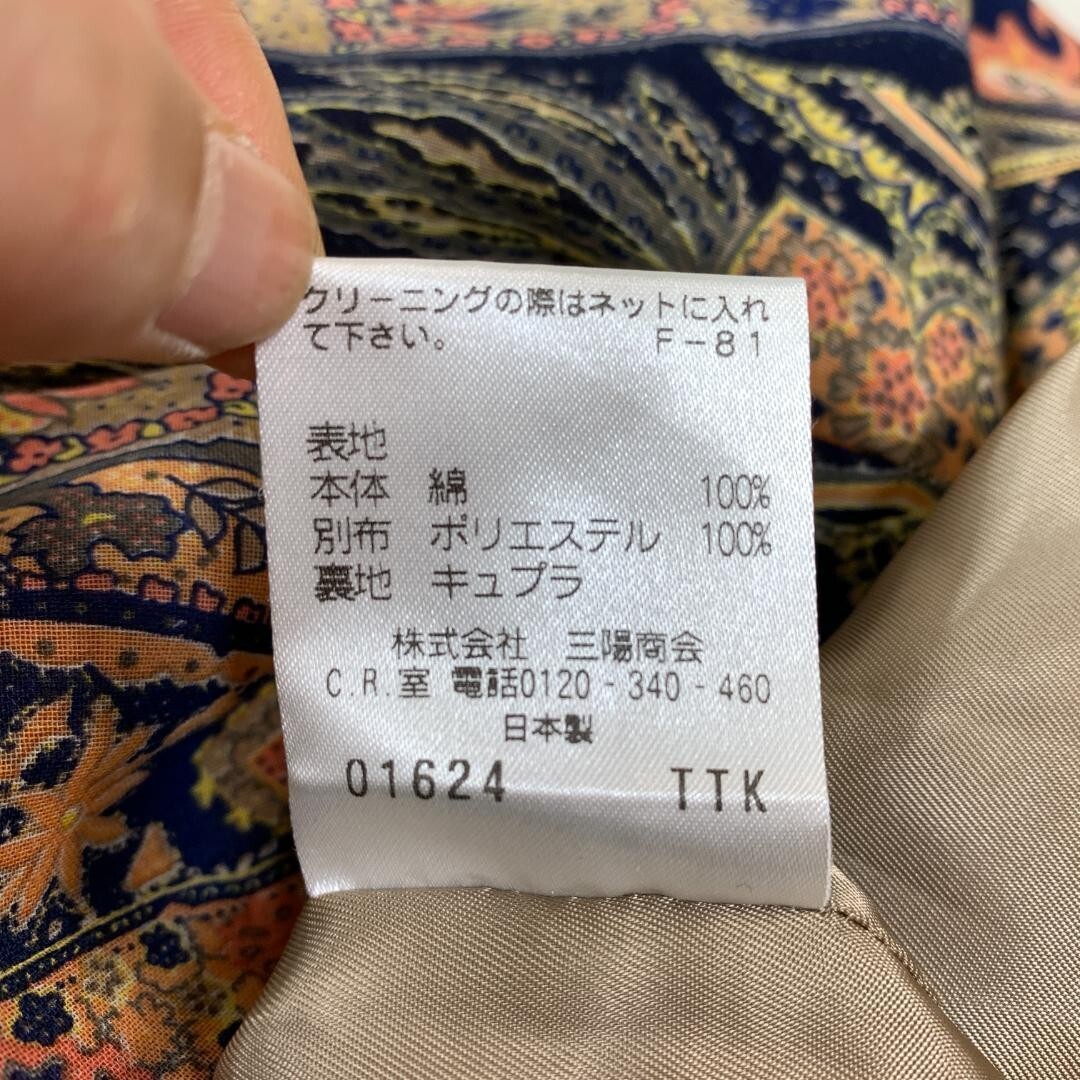 クリーニングの際はネットに入れ
て下さい。 F-81
表地
本体 綿 100%
別布 ポリエステル 100%
裏地 キュプラ
株式会社 三陽商会
C.R.室 電話0120-340-460
日本製
01624 TTK